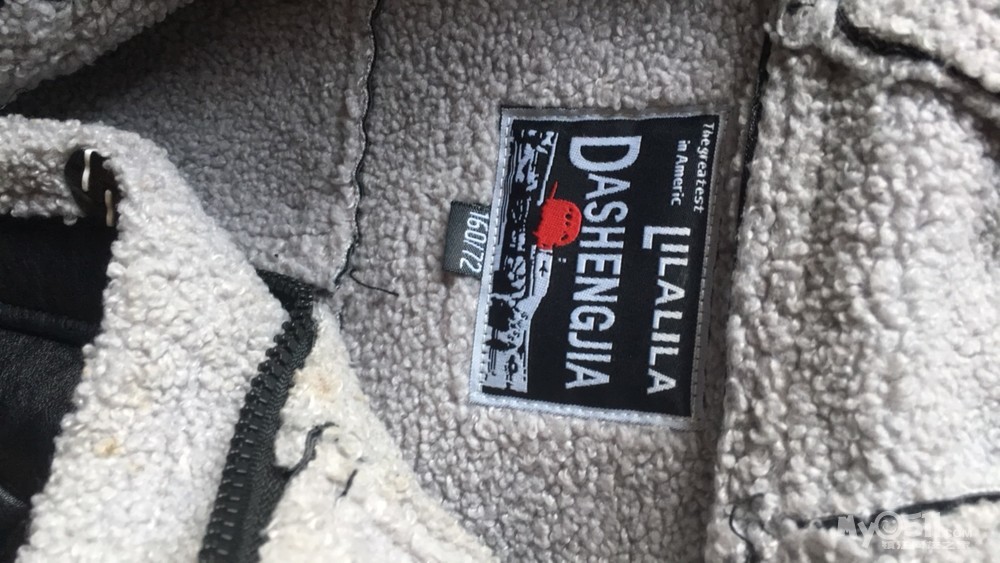 The greatest
in Americ
LILALILA
DASHENGJIA
160/72